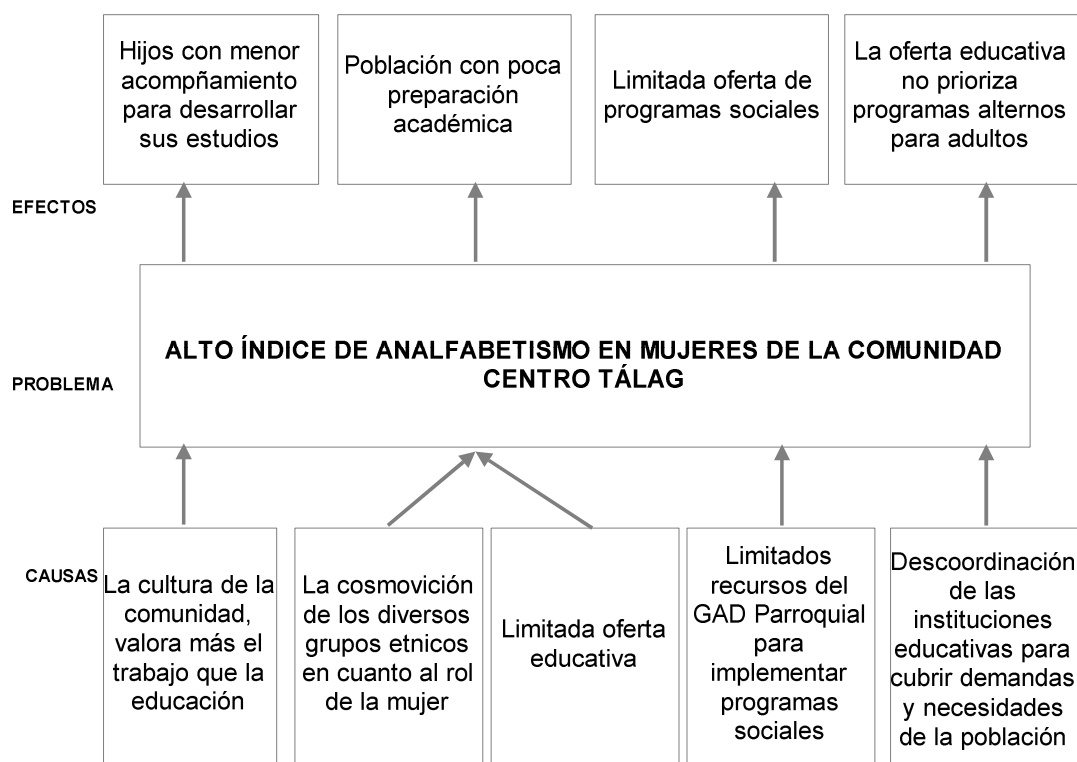 Hijos con menor
acompñamiento
para desarrollar
sus estudios
Población con poca
preparación
académica
Limitada oferta de
programas sociales
La oferta educativa
no prioriza
programas alternos
para adultos
EFECTOS
ALTO ÍNDICE DE ANALFABETISMO EN MUJERES DE LA COMUNIDAD
CENTRO TÁLAG
PROBLEMA
CAUSAS
La cultura de la
comunidad,
valora más el
trabajo que la
educación
La cosmovición
de los diversos
grupos etnicos
en cuanto al rol
de la mujer
Limitada oferta
educativa
Limitados
recursos del
GAD Parroquial
para
implementar
programas
sociales
Descoordinación
de las
instituciones
educativas para
cubrir demandas
y necesidades
de la población